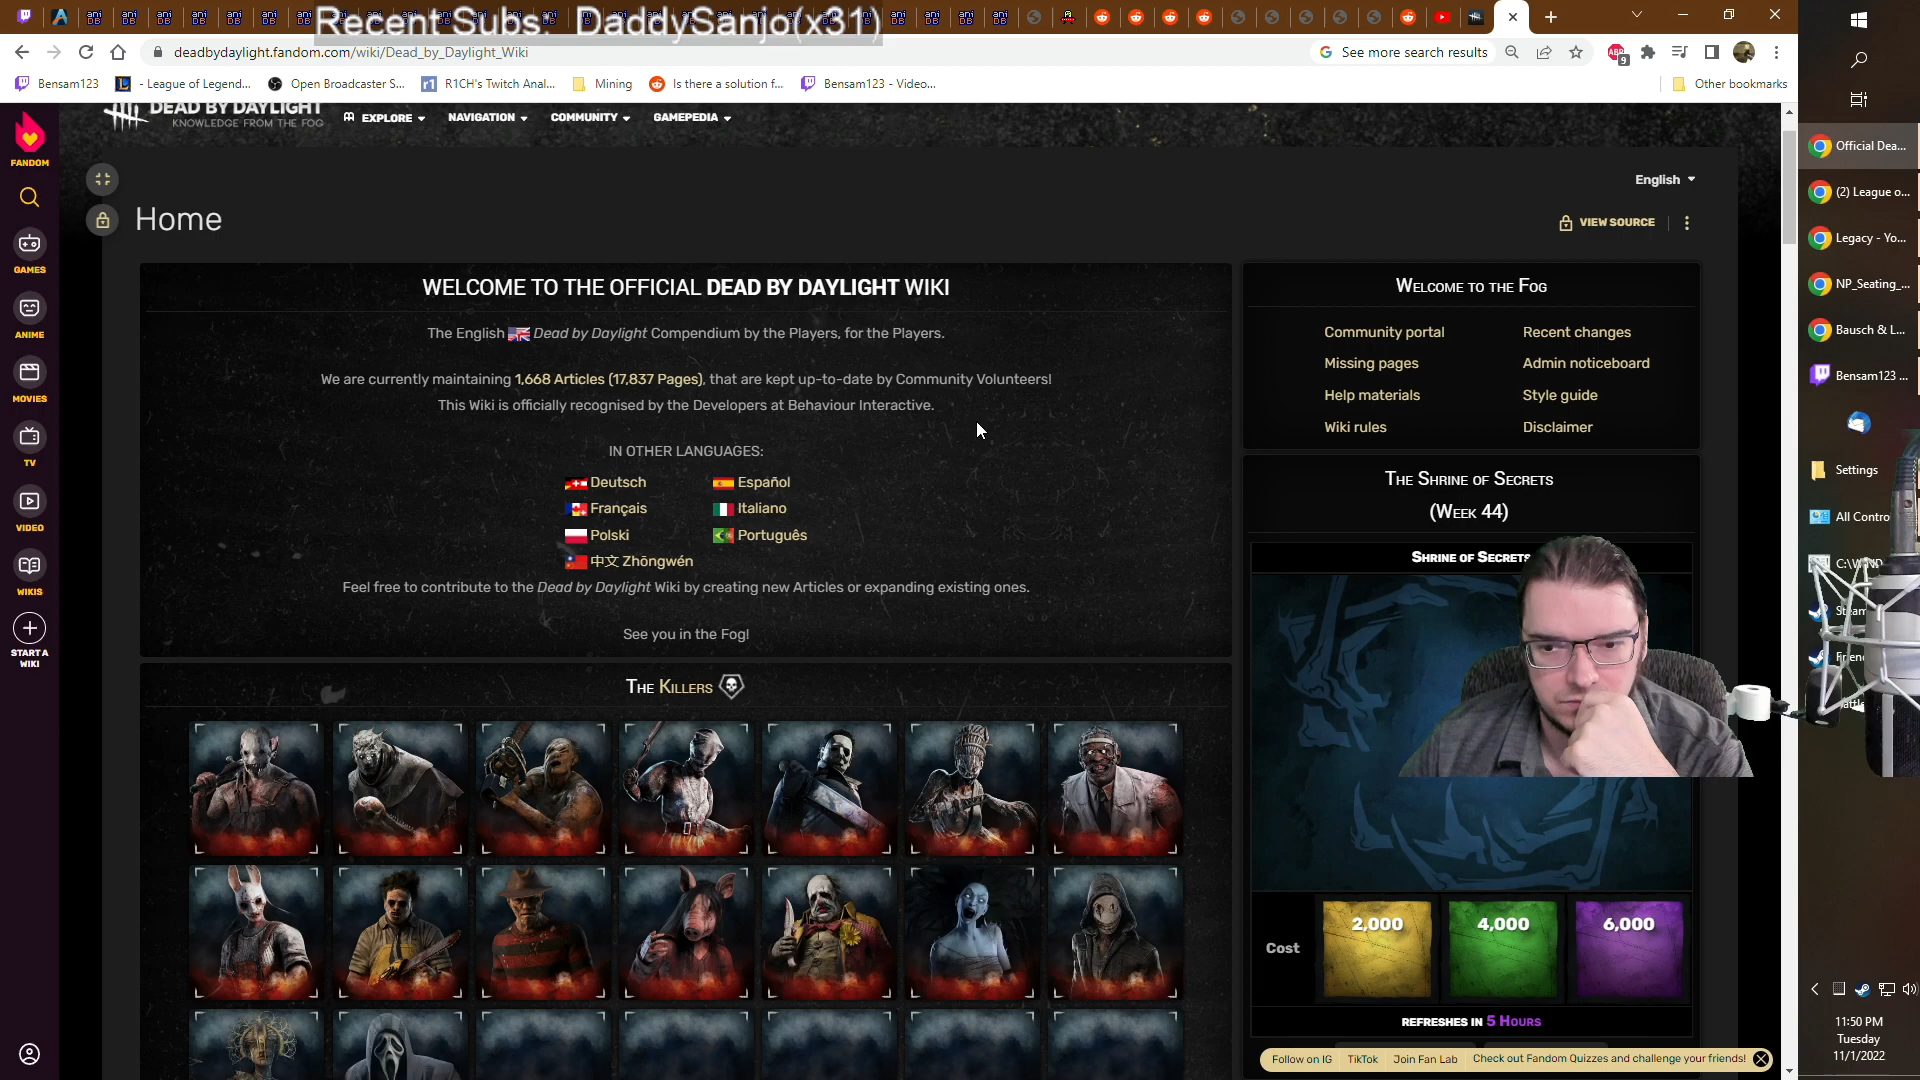 Recent Subs: DaddySanjo(x31)
deadbydaylight.fandom.com/wiki/Dead_by_Daylight_Wiki
See more search results
Bensam123
- League of Legend...
Open Broadcaster S...
R1CH's Twitch Anal...
Mining
Is there a solution f...
Bensam123 - Video...
Other bookmarks
DEAD BY DAYLIGHT
KNOWLEDGE FROM THE FOG
EXPLORE
NAVIGATION
COMMUNITY
GAMEPEDIA
FANDOM
GAMES
ANIME
MOVIES
TV
VIDEO
WIKIS
START A
WIKI
English
Home
VIEW SOURCE
WELCOME TO THE OFFICIAL DEAD BY DAYLIGHT WIKI
The English Dead by Daylight Compendium by the Players, for the Players.
We are currently maintaining 1,668 Articles (17,837 Pages), that are kept up-to-date by Community Volunteers!
This Wiki is officially recognised by the Developers at Behaviour Interactive.
IN OTHER LANGUAGES:
Deutsch
Español
Français
Italiano
Polski
Português
中文 Zhōngwén
Feel free to contribute to the Dead by Daylight Wiki by creating new Articles or expanding existing ones.
See you in the Fog!
THE KILLERS
WELCOME TO THE FOG
Community portal
Recent changes
Missing pages
Admin noticeboard
Help materials
Style guide
Wiki rules
Disclaimer
THE SHRINE OF SECRETS
(WEEK 44)
SHRINE OF SECRETS
Cost
2,000
4,000
6,000
REFRESHES IN 5 HOURS
Follow on IG
TikTok
Join Fan Lab
Check out Fandom Quizzes and challenge your friends!
Official Dea...
(2) League o...
Legacy - Yo...
NP_Seating_...
Bausch & L...
Bensam123 ...
Settings
All Contro
11:50 PM
Tuesday
11/1/2022